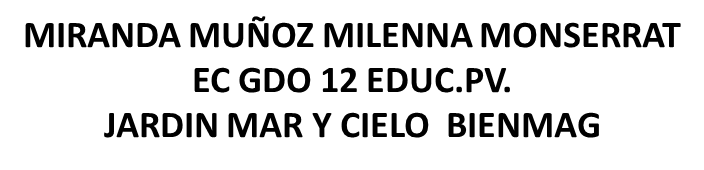 MIRANDA MUÑOZ MILENNA MONSERRAT
EC GDO 12 EDUC.PV.
JARDIN MAR Y CIELO  BIENMAG